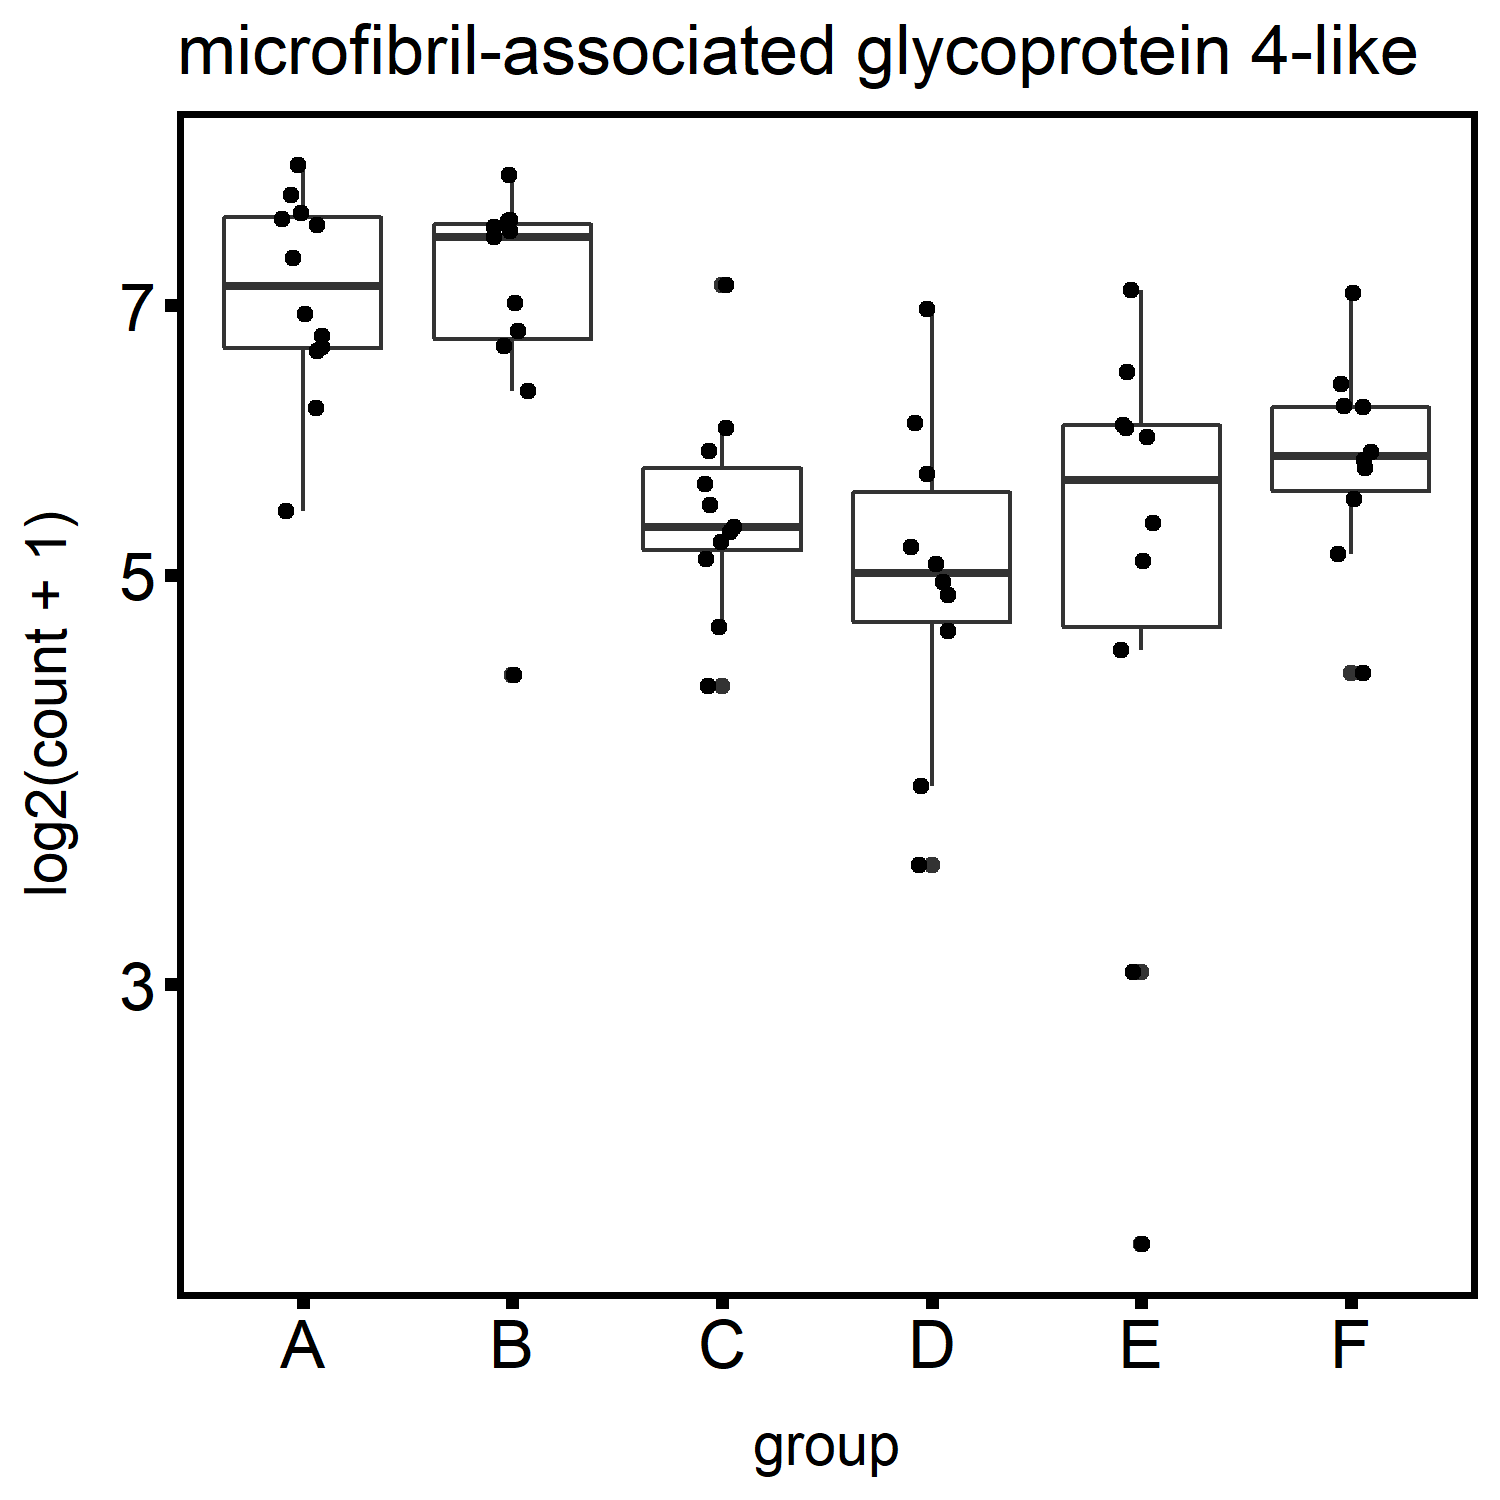 microfibril-associated glycoprotein 4-like
7
5
3
log2(count + 1)
A B C D E F
group